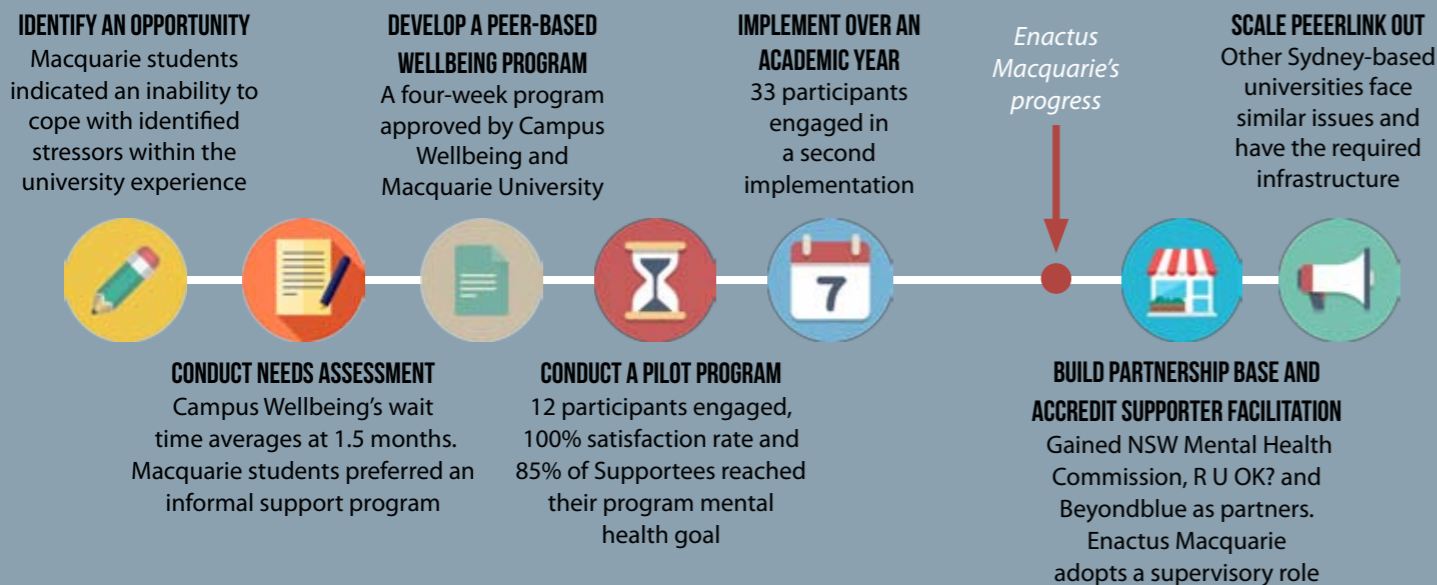 IDENTIFY AN OPPORTUNITY
Macquarie students
indicated an inability to
cope with identified
stressors within the
university experience
CONDUCT NEEDS ASSESSMENT
Campus Wellbeing's wait
time averages at 1.5 months.
Macquarie students preferred an
informal support program
DEVELOP A PEER-BASED
WELLBEING PROGRAM
A four-week program
approved by Campus
Wellbeing and
Macquarie University
CONDUCT A PILOT PROGRAM
12 participants engaged,
100% satisfaction rate and
85% of Supportees reached
their program mental
health goal
IMPLEMENT OVER AN
ACADEMIC YEAR
33 participants
engaged in
a second
implementation
7
Enactus
Macquarie's
progress
BUILD PARTNERSHIP BASE AND
ACCREDIT SUPPORTER FACILITATION
Gained NSW Mental Health
Commission, R U OK? and
Beyondblue as partners.
Enactus Macquarie
adopts a supervisory role
SCALE PEEERLINK OUT
Other Sydney-based
universities face
similar issues and
have the required
infrastructure